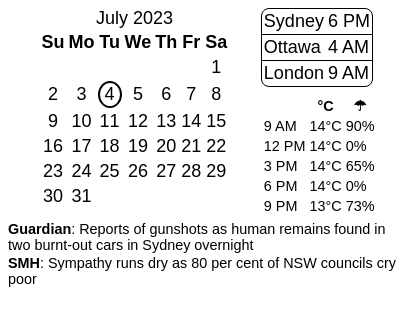 July 2023
Su Mo Tu We Th Fr Sa
1
2 3 4 5 6 7 8
9 10 11 12 13 14 15
16 17 18 19 20 21 22
23 24 25 26 27 28 29
30 31
Sydney 6 PM
Ottawa 4 AM
London 9 AM
°C ☂
9 AM 14°C 90%
12 PM 14°C 0%
3 PM 14°C 65%
6 PM 14°C 0%
9 PM 13°C 73%
Guardian: Reports of gunshots as human remains found in
two burnt-out cars in Sydney overnight
SMH: Sympathy runs dry as 80 per cent of NSW councils cry
poor